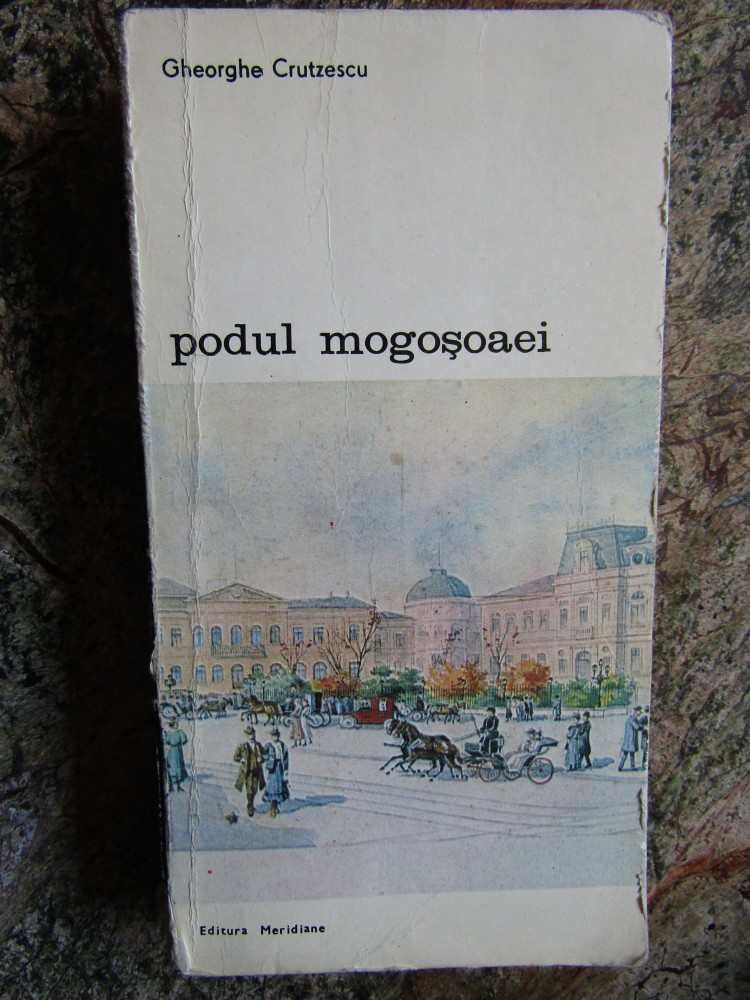 Gheorghe Crutzescu
podul mogoşoaei
Editura Meridiane